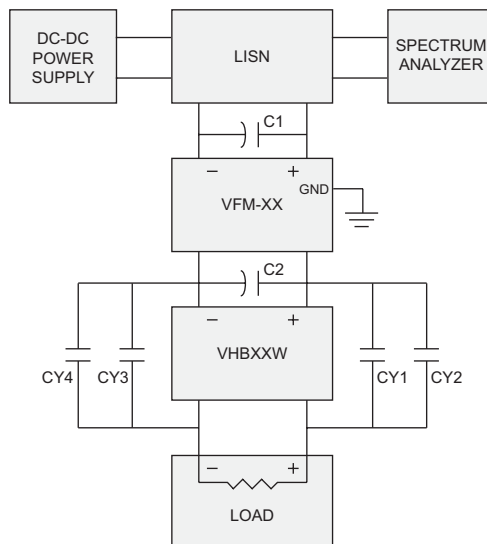 DC-DC
POWER
SUPPLY
LISN
SPECTRUM
ANALYZER
C1
− +
GND
VFM-XX
C2
− +
VHBXXW
CY4 CY3 CY1 CY2
− +
LOAD